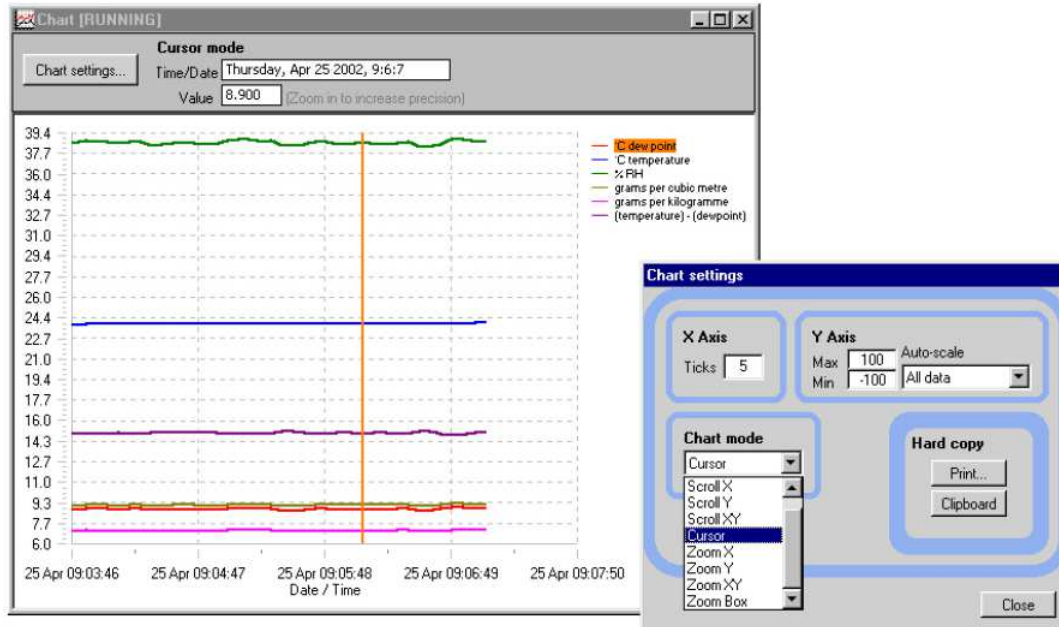 Chart [RUNNING]
Chart settings...
Cursor mode
Time/Date Thursday, Apr 25 2002, 9:6:7
Value 8.900 (Zoom in to increase precision)
39.4
37.7
36.0
34.4
32.7
31.0
29.4
27.7
26.0
24.4
22.7
21.0
19.4
17.7
16.0
14.3
12.7
11.0
9.3
7.7
6.0
25 Apr 09:03:46 25 Apr 09:04:47 25 Apr 09:05:48 25 Apr 09:06:49 25 Apr 09:07:50
Date / Time
°C dew point
°C temperature
% RH
grams per cubic metre
grams per kilogramme
(temperature) - (dewpoint)
Chart settings
X Axis
Ticks 5
Y Axis
Max 100
Min -100
Auto-scale
All data
Chart mode
Cursor
Scroll X
Scroll Y
Scroll XY
Cursor
Zoom X
Zoom Y
Zoom XY
Zoom Box
Hard copy
Print...
Clipboard
Close